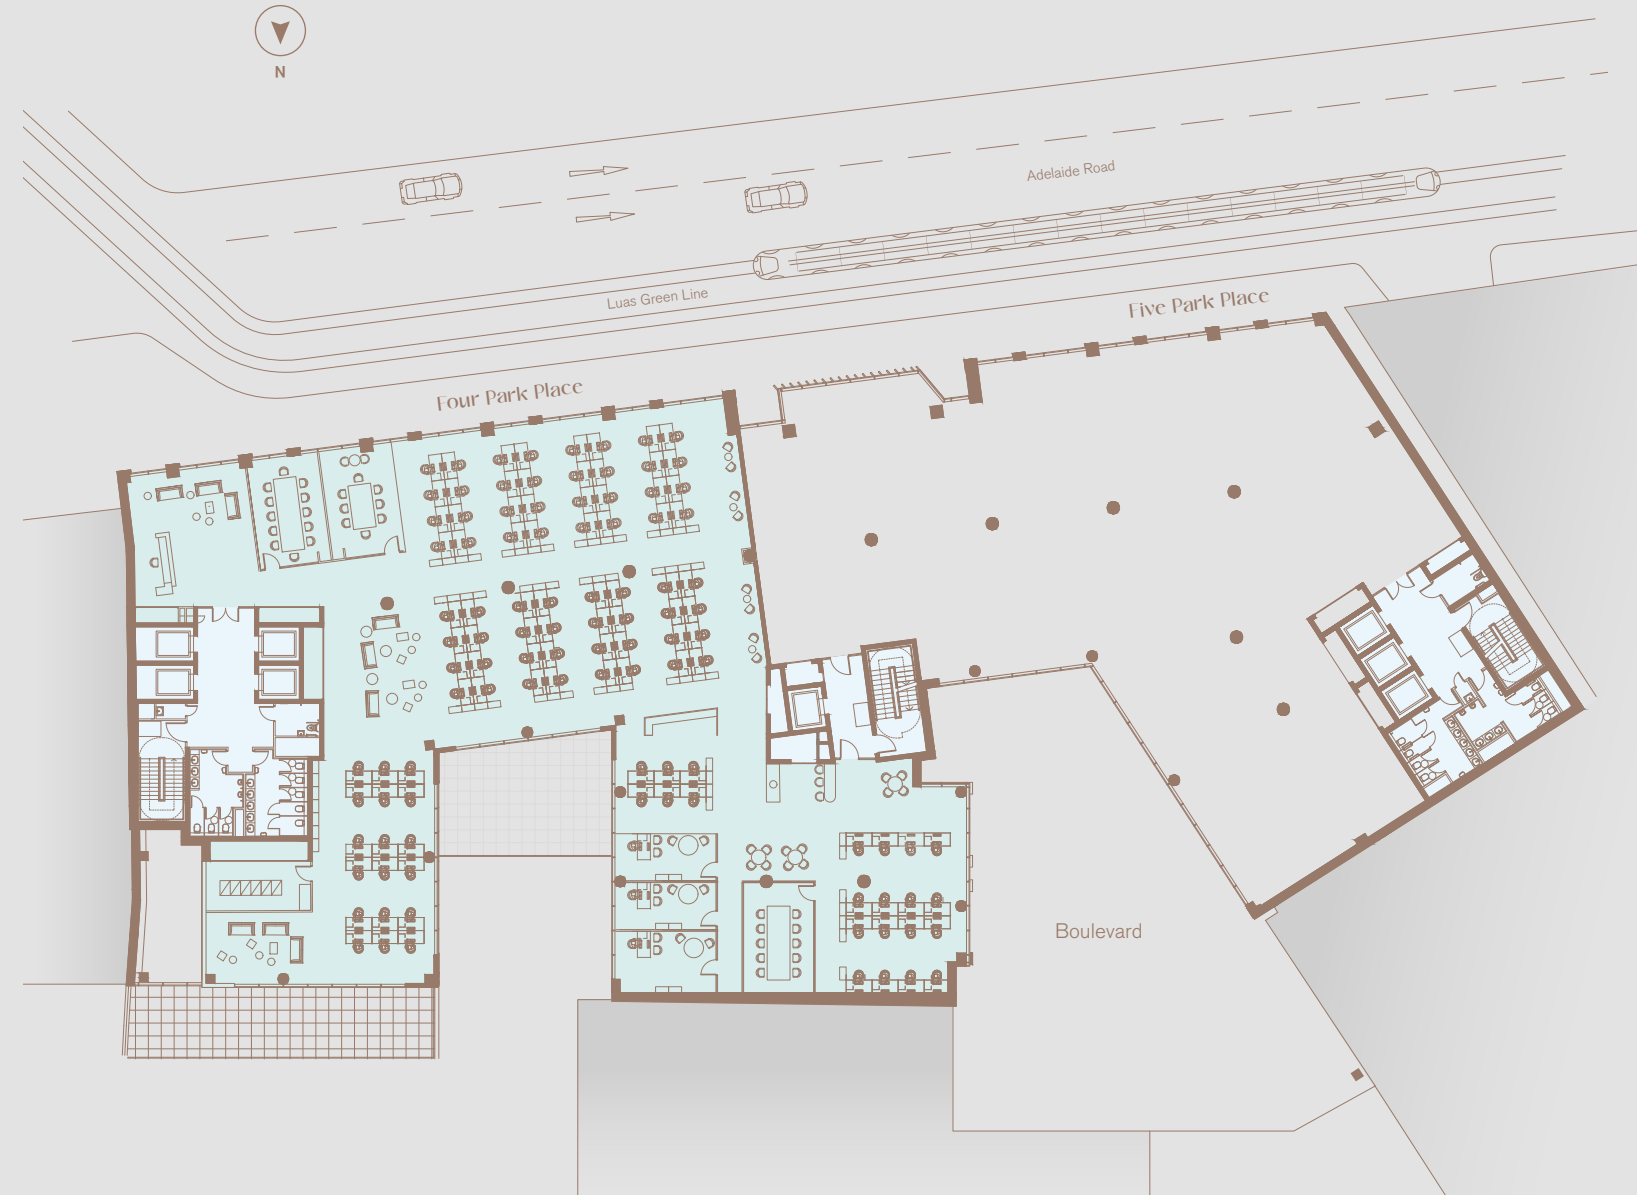 N
Adelaide Road
Luas Green Line
Five Park Place
Four Park Place
Boulevard